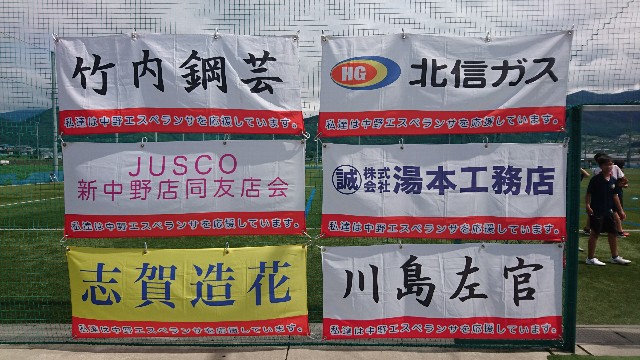 竹内鋼芸
私達は中野エスペランサを応援しています。
HG 北信ガス
私達は中野エスペランサを応援しています。
JUSCO
新中野店同友店会
私達は中野エスペランサを応援しています。
誠 株式会社 湯本工務店
私達は中野エスペランサを応援しています。
志賀造花
私達は中野エスペランサを応援しています。
川島左官
私達は中野エスペランサを応援しています。